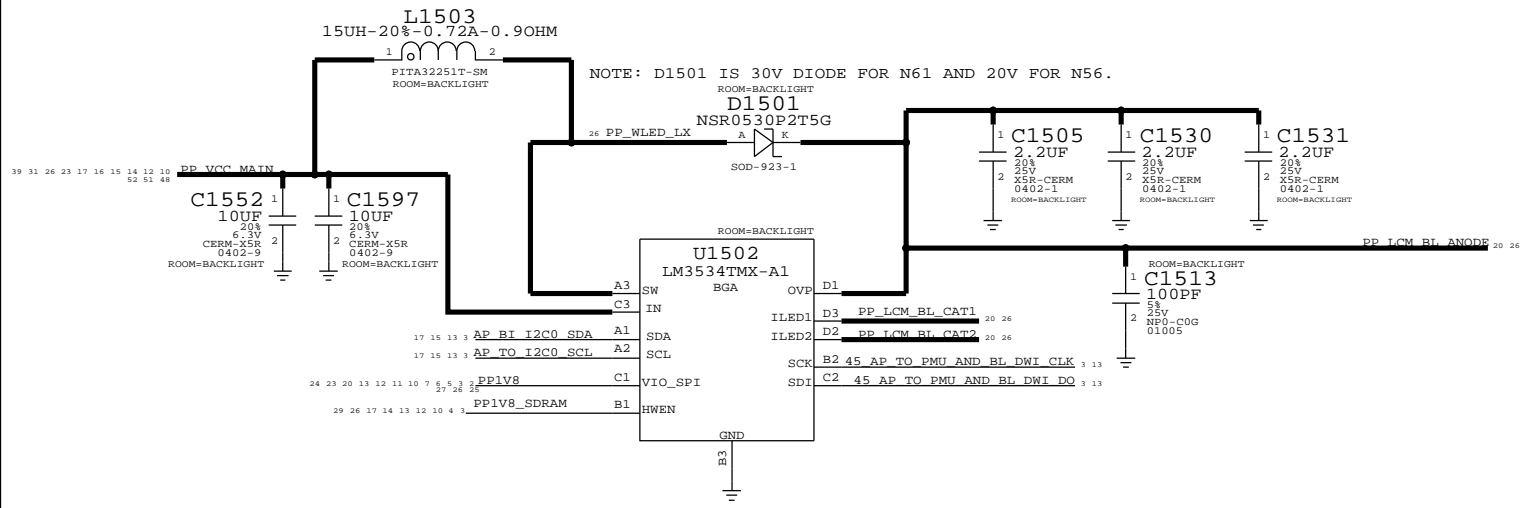 L1503
15UH-20%-0.72A-0.9OHM
1 2
PITA32251T-SM
ROOM=BACKLIGHT
NOTE: D1501 IS 30V DIODE FOR N61 AND 20V FOR N56.
ROOM=BACKLIGHT
D1501
NSR0530P2T5G
26 PP_WLED_LX
A K
SOD-923-1
1 C1505
2.2UF
20%
25V
2 X5R-CERM
0402-1
ROOM=BACKLIGHT
1 C1530
2.2UF
20%
25V
2 X5R-CERM
0402-1
ROOM=BACKLIGHT
1 C1531
2.2UF
20%
25V
2 X5R-CERM
0402-1
ROOM=BACKLIGHT
39 31 26 23 17 16 15 14 12 10 PP_VCC_MAIN
52 51 48
C1552 1
10UF
20%
6.3V 2
CERM-X5R
0402-9
ROOM=BACKLIGHT
1 C1597
10UF
20%
6.3V
2 CERM-X5R
0402-9
ROOM=BACKLIGHT
ROOM=BACKLIGHT
U1502
LM3534TMX-A1
BGA
A3 SW
C3 IN
17 15 13 3 AP_BI_I2C0_SDA A1 SDA
17 15 13 3 AP_TO_I2C0_SCL A2 SCL
24 23 20 13 12 11 10 7 6 5 3 2 PP1V8 C1 VIO_SPI
27 26 25
29 26 17 14 13 12 10 4 3 PP1V8_SDRAM B1 HWEN
OVP D1
ILED1 D3 PP_LCM_BL_CAT1 20 26
ILED2 D2 PP_LCM_BL_CAT2 20 26
SCK B2 45_AP_TO_PMU_AND_BL_DWI_CLK 3 13
SDI C2 45_AP_TO_PMU_AND_BL_DWI_DO 3 13
GND
B3
PP_LCM_BL_ANODE 20 26
ROOM=BACKLIGHT
1 C1513
100PF
5%
25V
2 NP0-C0G
01005